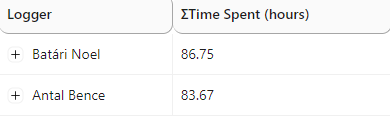 Logger ΣTime Spent (hours)
+ Batári Noel 86.75
+ Antal Bence 83.67